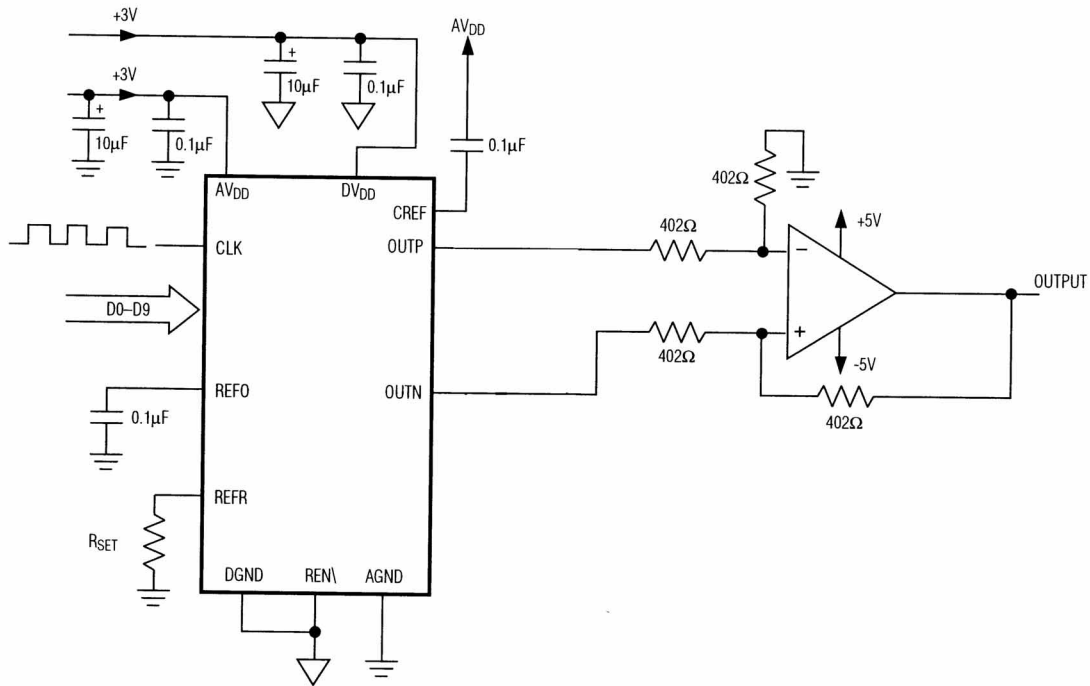 +3V
AVDD
+3V
+
10µF
0.1µF
+
10µF
0.1µF
0.1µF
402Ω
AVDD
DVDD
CREF
CLK
OUTP
402Ω
−
+5V
D0–D9
OUTPUT
402Ω
+
-5V
REFO
OUTN
0.1µF
402Ω
REFR
RSET
DGND
REN\
AGND